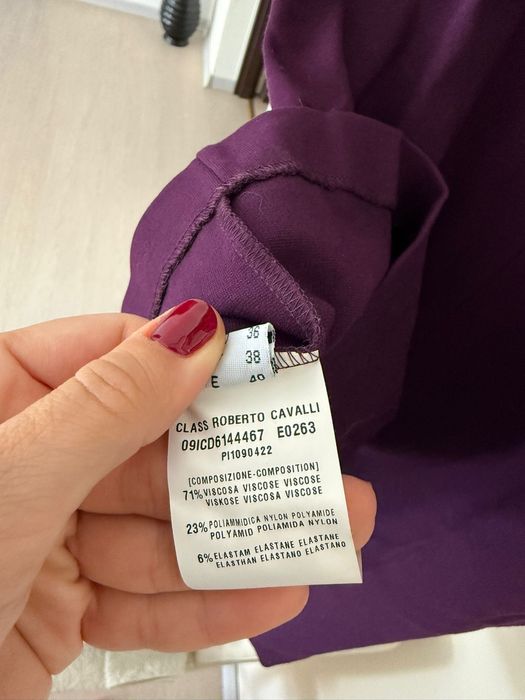 36
38
E 40
CLASS ROBERTO CAVALLI
09ICD6144467 E0263
PI1090422
[COMPOSIZIONE-COMPOSITION]
71% VISCOSA VISCOSE VISCOSE
VISKOSE VISCOSA VISCOSE
23% POLIAMMIDICA NYLON POLYAMIDE
POLYAMID POLIAMIDA NYLON
6% ELASTAM ELASTANE ELASTANE
ELASTHAN ELASTANO ELASTANO